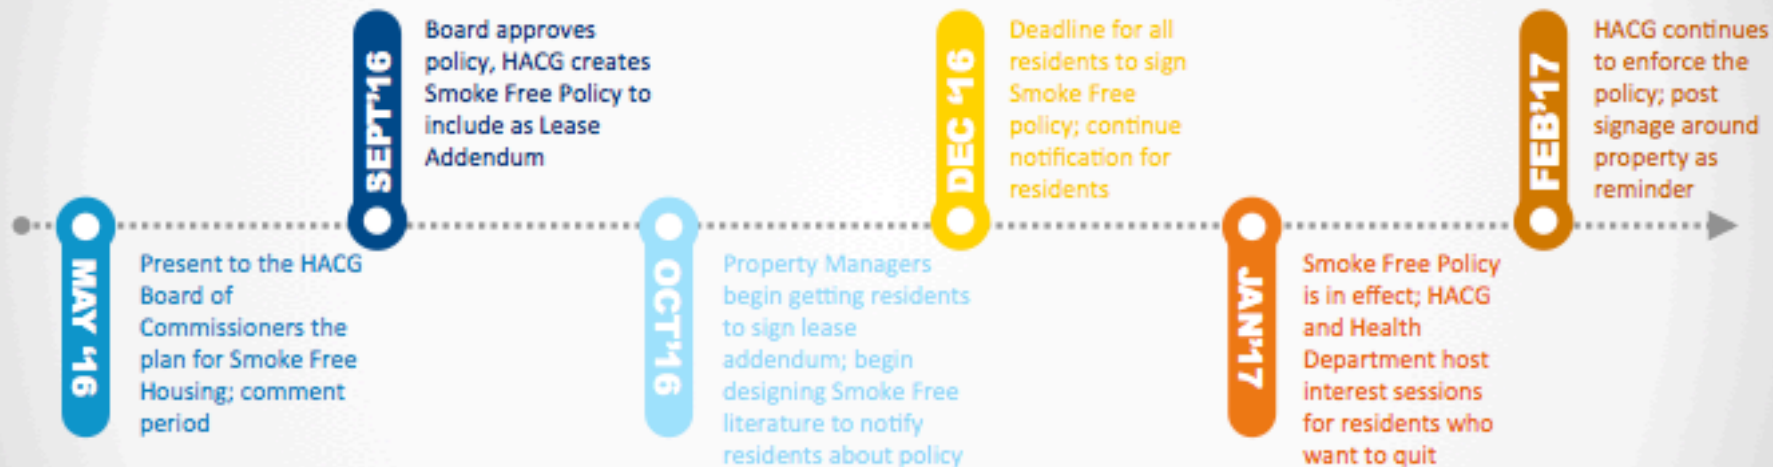 MAY '16
Present to the HACG
Board of
Commissioners the
plan for Smoke Free
Housing; comment
period
SEPT'16
Board approves
policy, HACG creates
Smoke Free Policy to
include as Lease
Addendum
OCT'16
Property Managers
begin getting residents
to sign lease
addendum; begin
designing Smoke Free
literature to notify
residents about policy
DEC '16
Deadline for all
residents to sign
Smoke Free
policy; continue
notification for
residents
JAN'17
Smoke Free Policy
is in effect; HACG
and Health
Department host
interest sessions
for residents who
want to quit
FEB'17
HACG continues
to enforce the
policy; post
signage around
property as
reminder